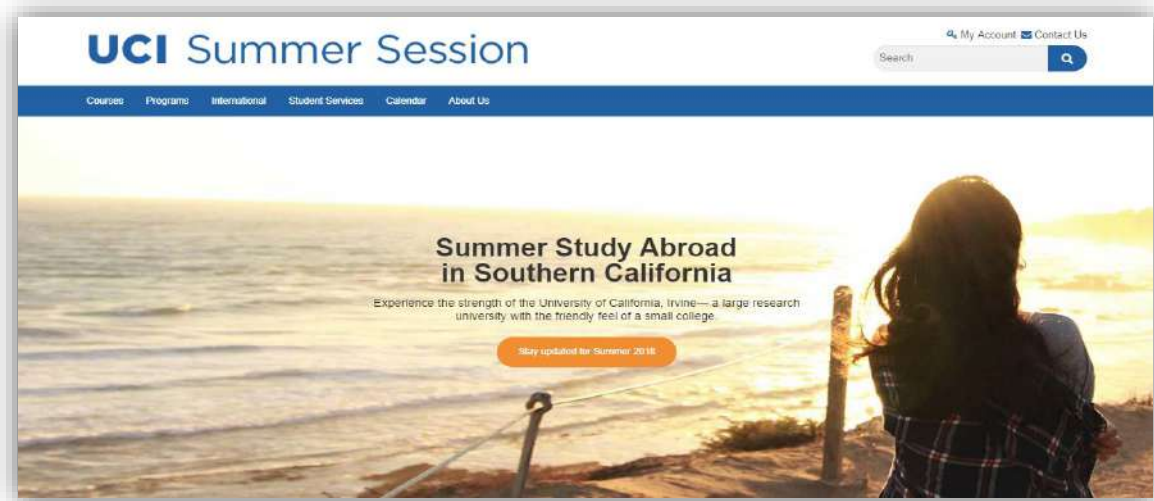 UCI Summer Session
My Account Contact Us
Search
Courses Programs International Student Services Calendar About Us
Summer Study Abroad
in Southern California
Experience the strength of the University of California, Irvine— a large research
university with the friendly feel of a small college.
Stay updated for Summer 2018